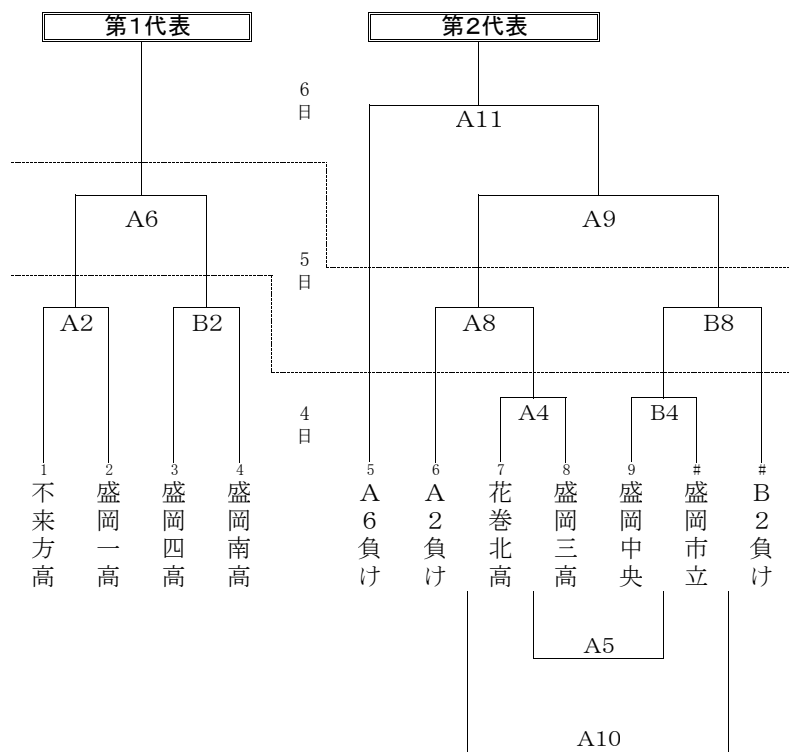 第1代表
第2代表
6日
A11
A6
A9
5日
A2
B2
A8
B8
4日
A4
B4
1
2
3
4
5
6
7
8
9
#
#
不来方高
盛岡一高
盛岡四高
盛岡南高
A6負け
A2負け
花巻北高
盛岡三高
盛岡中央
盛岡市立
B2負け
A5
A10